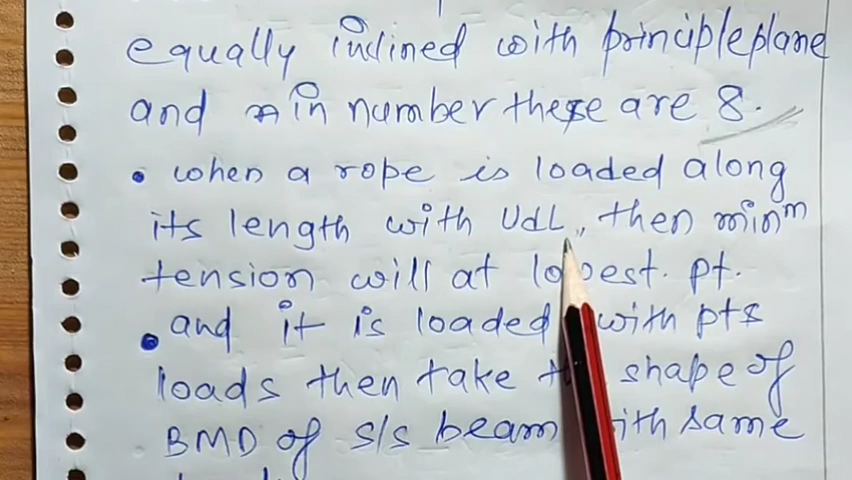 equally inclined with principle plane
and in number these are 8.
• when a rope is loaded along
its length with UdL, then minᵐ
tension will at lowest. pt.
• and it is loaded with pts
loads then take shape of
BMD of s/s beam with same